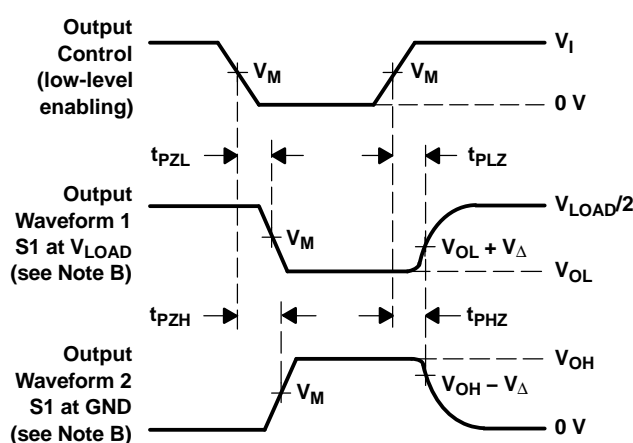 Output
Control
(low-level
enabling)
V_M
V_M
V_I
0 V
t_PZL
t_PLZ
Output
Waveform 1
S1 at V_LOAD
(see Note B)
V_M
V_LOAD/2
V_OL + V_Δ
V_OL
t_PZH
t_PHZ
Output
Waveform 2
S1 at GND
(see Note B)
V_M
V_OH
V_OH – V_Δ
0 V